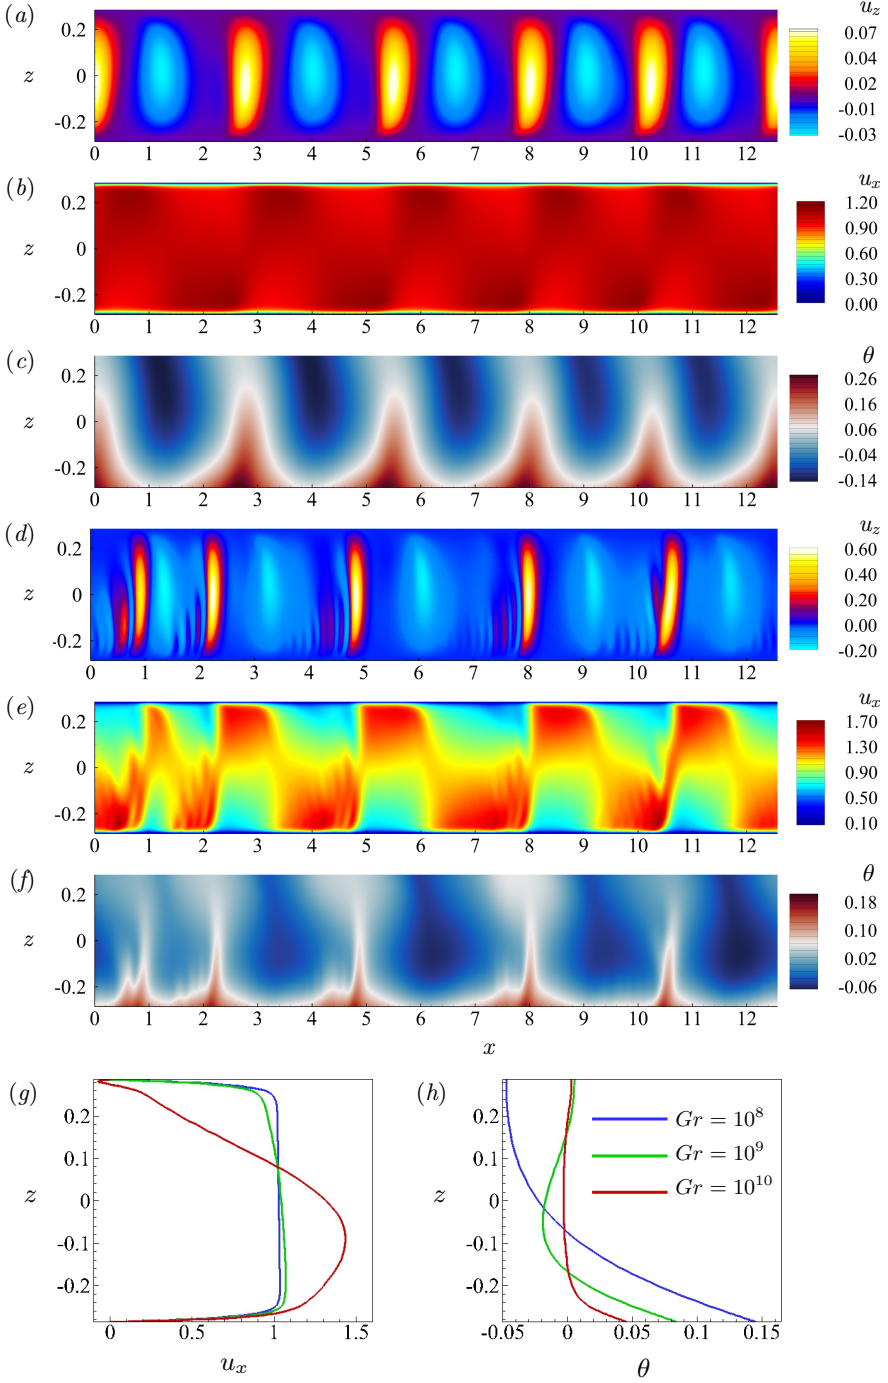 (a)
u_z
z
0.2
0
-0.2
0 1 2 3 4 5 6 7 8 9 10 11 12
0.07
0.04
0.02
-0.01
-0.03
(b)
u_x
z
0.2
0
-0.2
0 1 2 3 4 5 6 7 8 9 10 11 12
1.20
0.90
0.60
0.30
0.00
(c)
θ
z
0.2
0
-0.2
0 1 2 3 4 5 6 7 8 9 10 11 12
0.26
0.16
0.06
-0.04
-0.14
(d)
u_z
z
0.2
0
-0.2
0 1 2 3 4 5 6 7 8 9 10 11 12
0.60
0.40
0.20
0.00
-0.20
(e)
u_x
z
0.2
0
-0.2
0 1 2 3 4 5 6 7 8 9 10 11 12
1.70
1.30
0.90
0.50
0.10
(f)
θ
z
0.2
0
-0.2
0 1 2 3 4 5 6 7 8 9 10 11 12
0.18
0.10
0.02
-0.06
x
(g)
z
0.2
0.1
0
-0.1
-0.2
0 0.5 1 1.5
u_x
(h)
z
0.2
0.1
0
-0.1
-0.2
-0.05 0 0.05 0.1 0.15
θ
Gr = 10^8
Gr = 10^9
Gr = 10^10